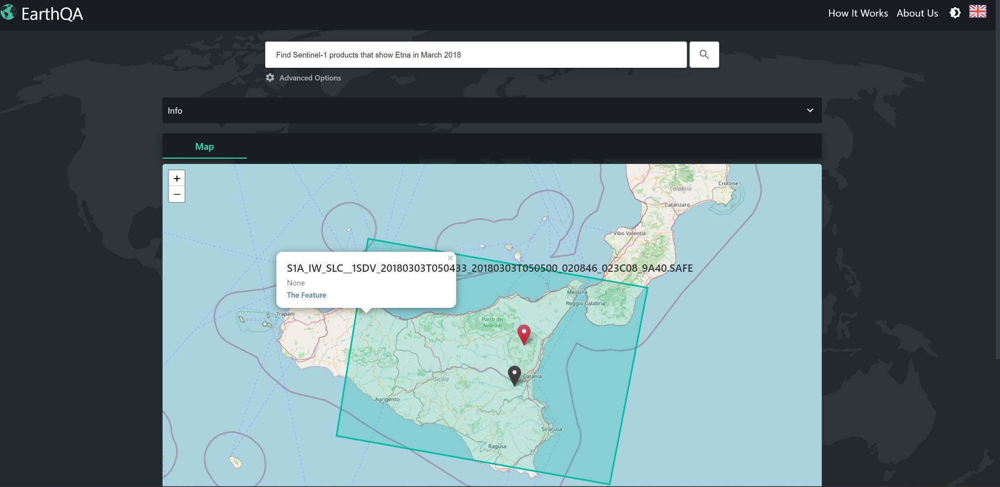 EarthQA
How It Works
About Us
Find Sentinel-1 products that show Etna in March 2018
Advanced Options
Info
Map
+
−
Calabria
Crotone
Catanzaro
Vibo Valentia
×
S1A_IW_SLC__1SDV_20180303T050433_20180303T050500_020846_023C08_9A40.SAFE
None
The Feature
Messina
Reggio Calabria
Trapani
Parco dei
Nebrodi
Catania
Sicilia
Agrigento
Siracusa
Ragusa